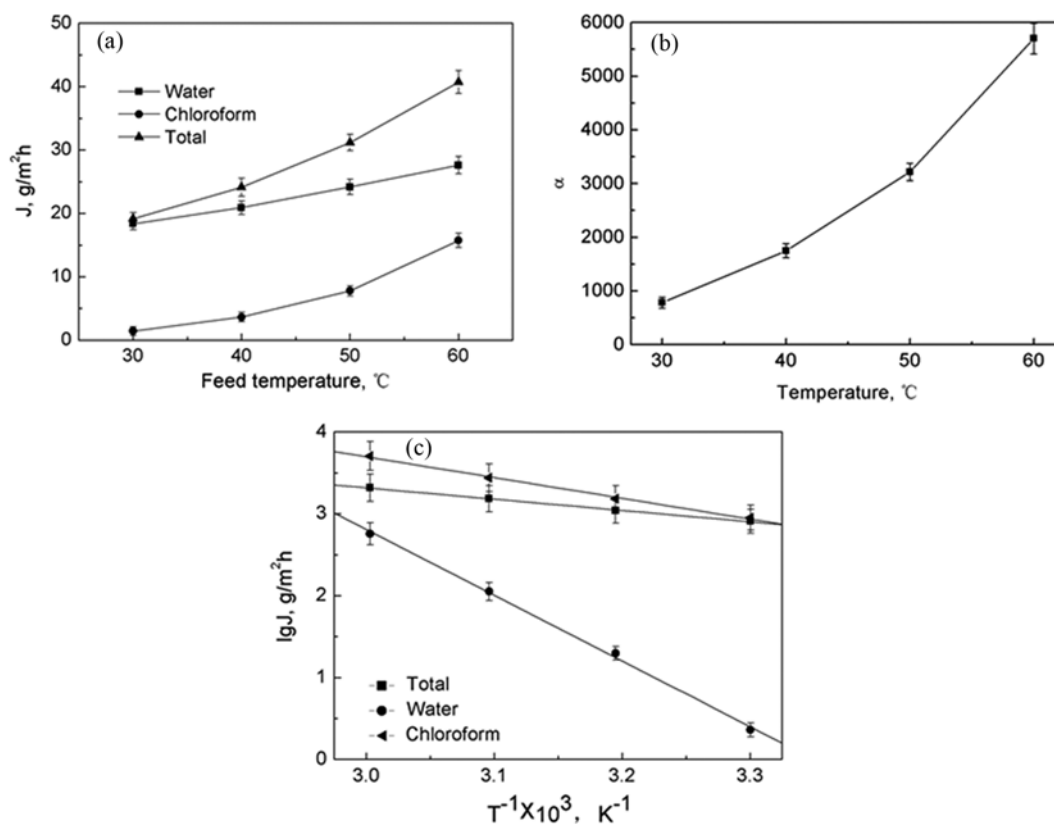 (a)
50
40
30
20
10
0
J, g/m²h
Water
Chloroform
Total
30 40 50 60
Feed temperature, ℃
(b)
6000
5000
4000
3000
2000
1000
0
α
30 40 50 60
Temperature, ℃
(c)
4
3
2
1
0
lgJ, g/m²h
Total
Water
Chloroform
3.0 3.1 3.2 3.3
T⁻¹X10³, K⁻¹